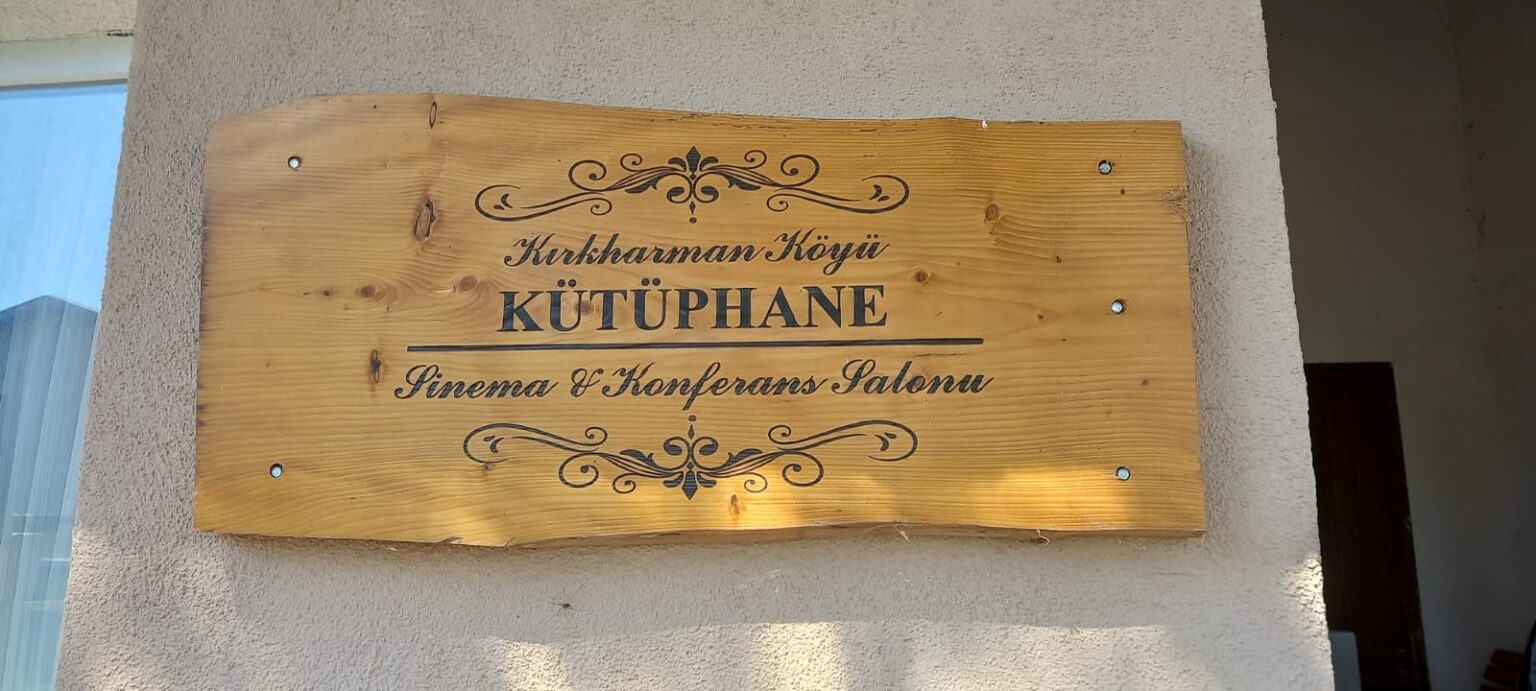 Kırkharman Köyü
KÜTÜPHANE
Sinema & Konferans Salonu